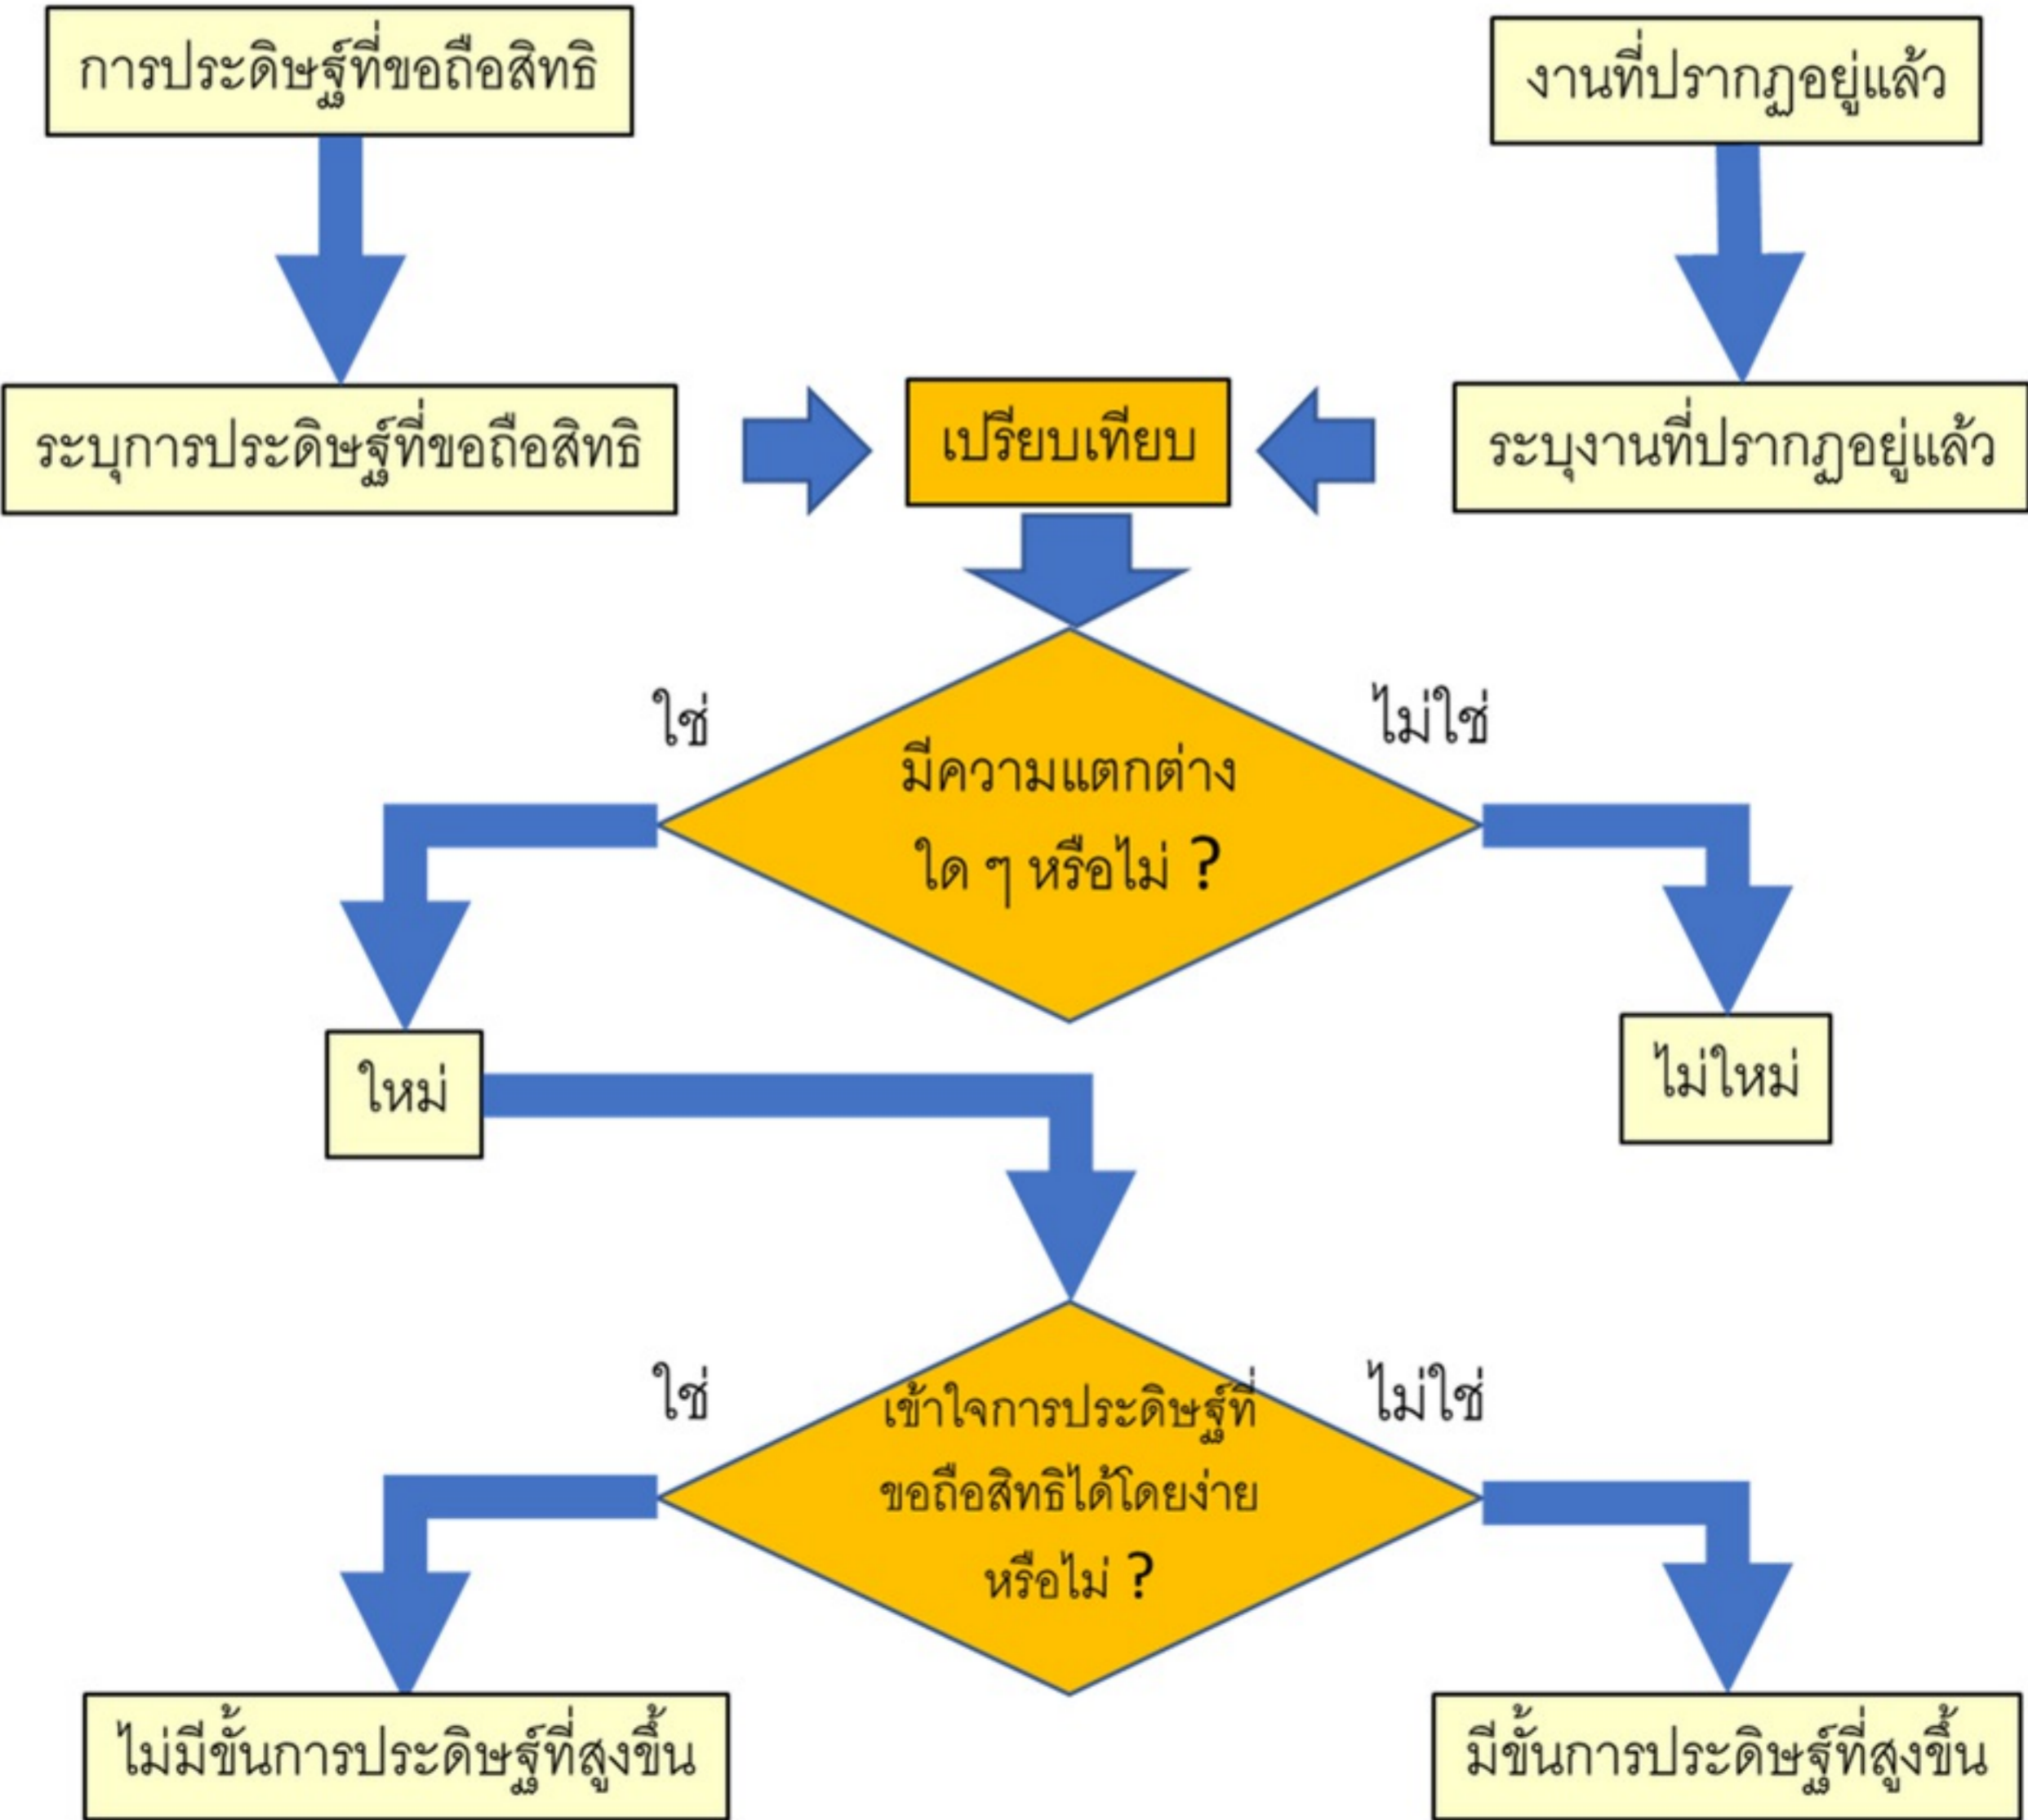 การประดิษฐ์ที่ขอถือสิทธิ
งานที่ปรากฏอยู่แล้ว
ระบุการประดิษฐ์ที่ขอถือสิทธิ
เปรียบเทียบ
ระบุงานที่ปรากฏอยู่แล้ว
ใช่
ไม่ใช่
มีความแตกต่าง
ใด ๆ หรือไม่ ?
ใหม่
ไม่ใหม่
ใช่
ไม่ใช่
เข้าใจการประดิษฐ์ที่
ขอถือสิทธิได้โดยง่าย
หรือไม่ ?
ไม่มีขั้นการประดิษฐ์ที่สูงขึ้น
มีขั้นการประดิษฐ์ที่สูงขึ้น